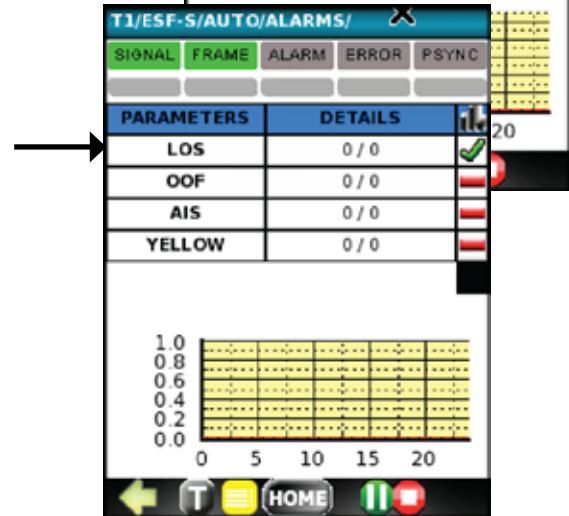 T1/ESF-S/AUTO/ALARMS/
SIGNAL FRAME ALARM ERROR PSYNC
PARAMETERS DETAILS
20
LOS 0 / 0
OOF 0 / 0
AIS 0 / 0
YELLOW 0 / 0
1.0
0.8
0.6
0.4
0.2
0.0
0 5 10 15 20
T HOME